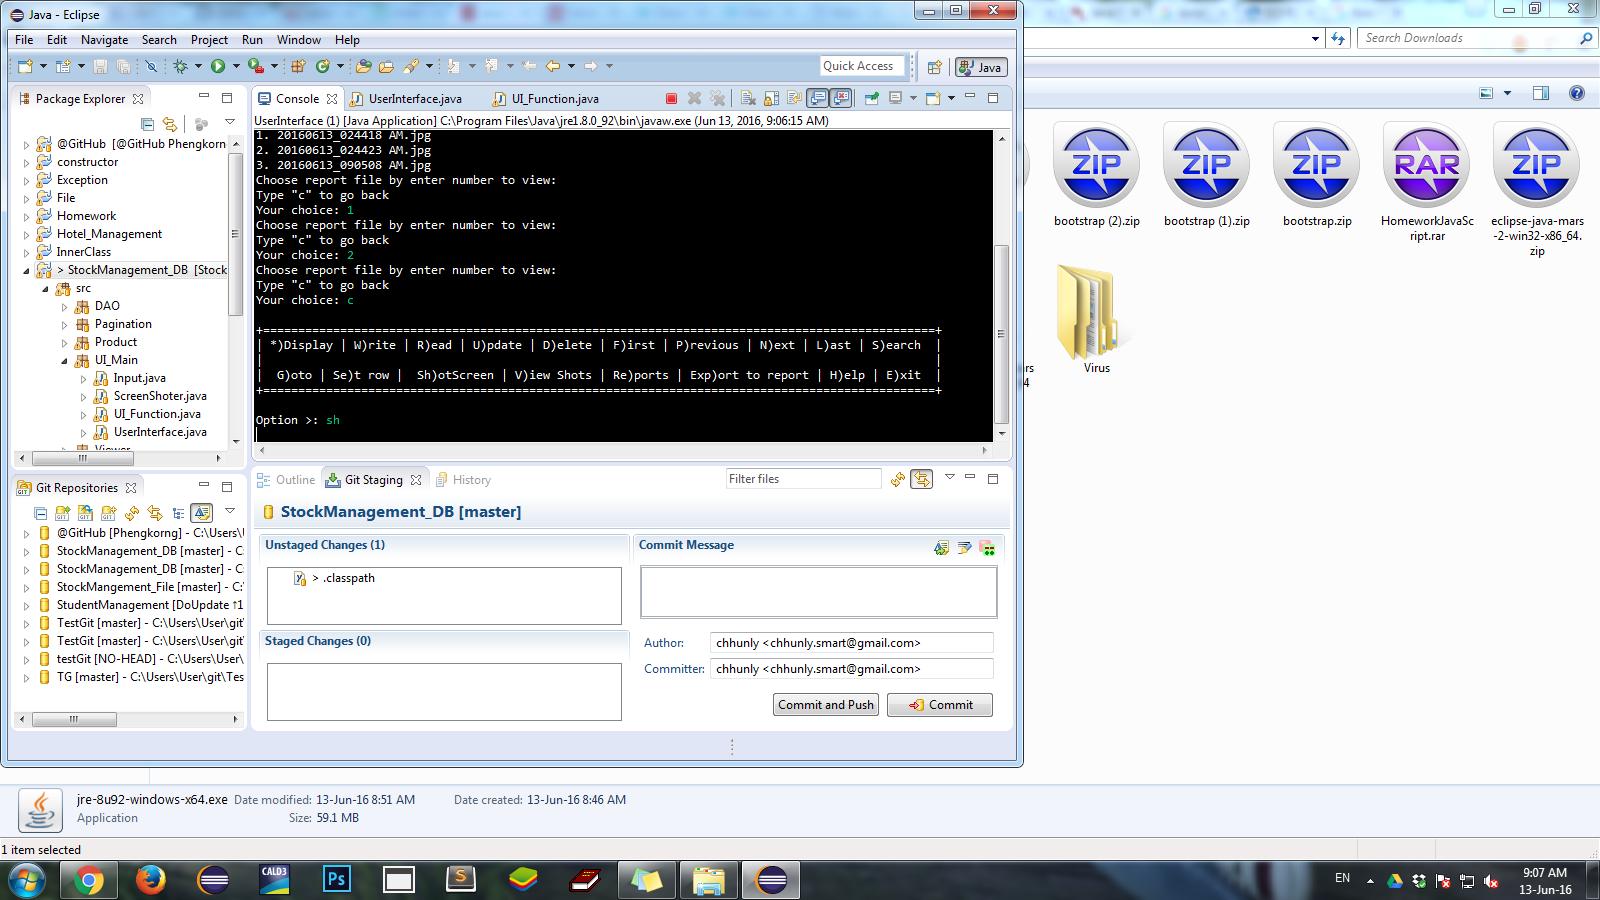 Java - Eclipse
File Edit Navigate Search Project Run Window Help
Quick Access
Java
Search Downloads
Package Explorer
@GitHub [@GitHub Phengkorn
constructor
Exception
File
Homework
Hotel_Management
InnerClass
> StockManagement_DB [Stock
src
DAO
Pagination
Product
UI_Main
Input.java
ScreenShoter.java
UI_Function.java
UserInterface.java
Viewer
Console UserInterface.java UI_Function.java
UserInterface (1) [Java Application] C:\Program Files\Java\jre1.8.0_92\bin\javaw.exe (Jun 13, 2016, 9:06:15 AM)
1. 20160613_024418 AM.jpg
2. 20160613_024423 AM.jpg
3. 20160613_090508 AM.jpg
Choose report file by enter number to view:
Type "c" to go back
Your choice: 1
Choose report file by enter number to view:
Type "c" to go back
Your choice: 2
Choose report file by enter number to view:
Type "c" to go back
Your choice: c
| *)Display | W)rite | R)ead | U)pdate | D)elete | F)irst | P)revious | N)ext | L)ast | S)earch |
| G)oto | Se)t row | Sh)otScreen | V)iew Shots | Re)ports | Exp)ort to report | H)elp | E)xit |
Option >: sh
Git Repositories
@GitHub [Phengkorng] - C:\Users\U
StockManagement_DB [master] - C:
StockManagement_DB [master] - C:
StockMangement_File [master] - C:
StudentManagement [DoUpdate ↑1
TestGit [master] - C:\Users\User\git\
TestGit [master] - C:\Users\User\git\
testGit [NO-HEAD] - C:\Users\User\
TG [master] - C:\Users\User\git\Tes
Outline Git Staging History
Filter files
StockManagement_DB [master]
Unstaged Changes (1)
> .classpath
Staged Changes (0)
Commit Message
Author: chhunly <chhunly.smart@gmail.com>
Committer: chhunly <chhunly.smart@gmail.com>
Commit and Push Commit
ZIP ZIP ZIP RAR ZIP
bootstrap (2).zip
bootstrap (1).zip
bootstrap.zip
HomeworkJavaSc
ript.rar
eclipse-java-mars
-2-win32-x86_64.
zip
Virus
jre-8u92-windows-x64.exe Date modified: 13-Jun-16 8:51 AM Date created: 13-Jun-16 8:46 AM
Application Size: 59.1 MB
1 item selected
CALD3
Ps
S
EN
9:07 AM
13-Jun-16